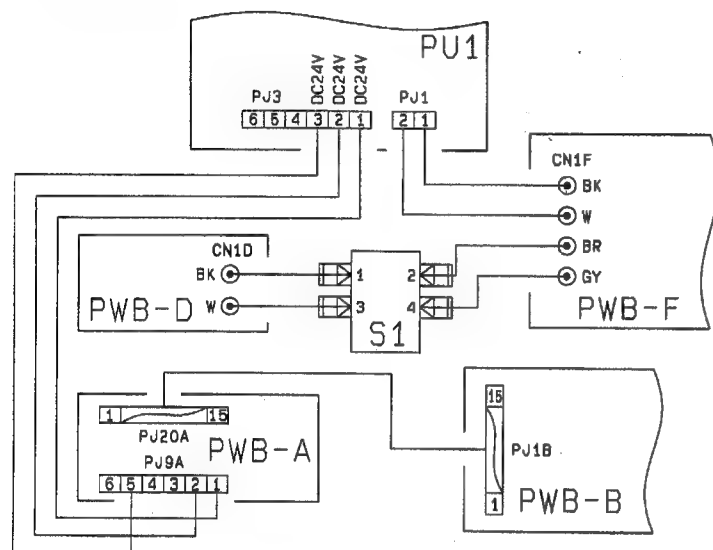 PU1
DC24V
DC24V
DC24V
PJ3
PJ1
6 5 4 3 2 1
2 1
CN1F
BK
W
BR
GY
PWB-F
CN1D
BK
W
PWB-D
1 2
3 4
S1
1 15
PJ20A
PWB-A
PJ9A
6 5 4 3 2 1
15
PJ1B
1
PWB-B